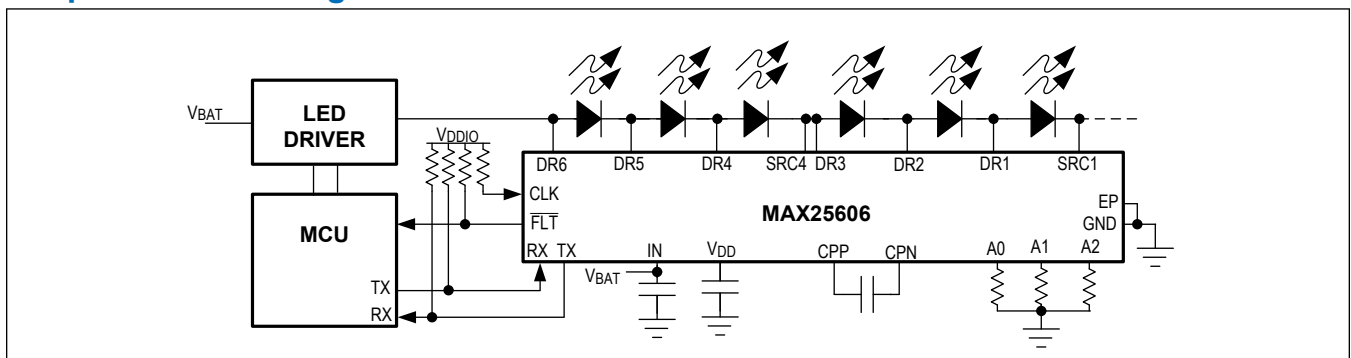 VBAT
LED
DRIVER
VDDIO
DR6 DR5 DR4 SRC4 DR3 DR2 DR1 SRC1
CLK
MAX25606
EP
MCU
FLT
GND
RX TX IN VDD CPP CPN A0 A1 A2
VBAT
TX
RX